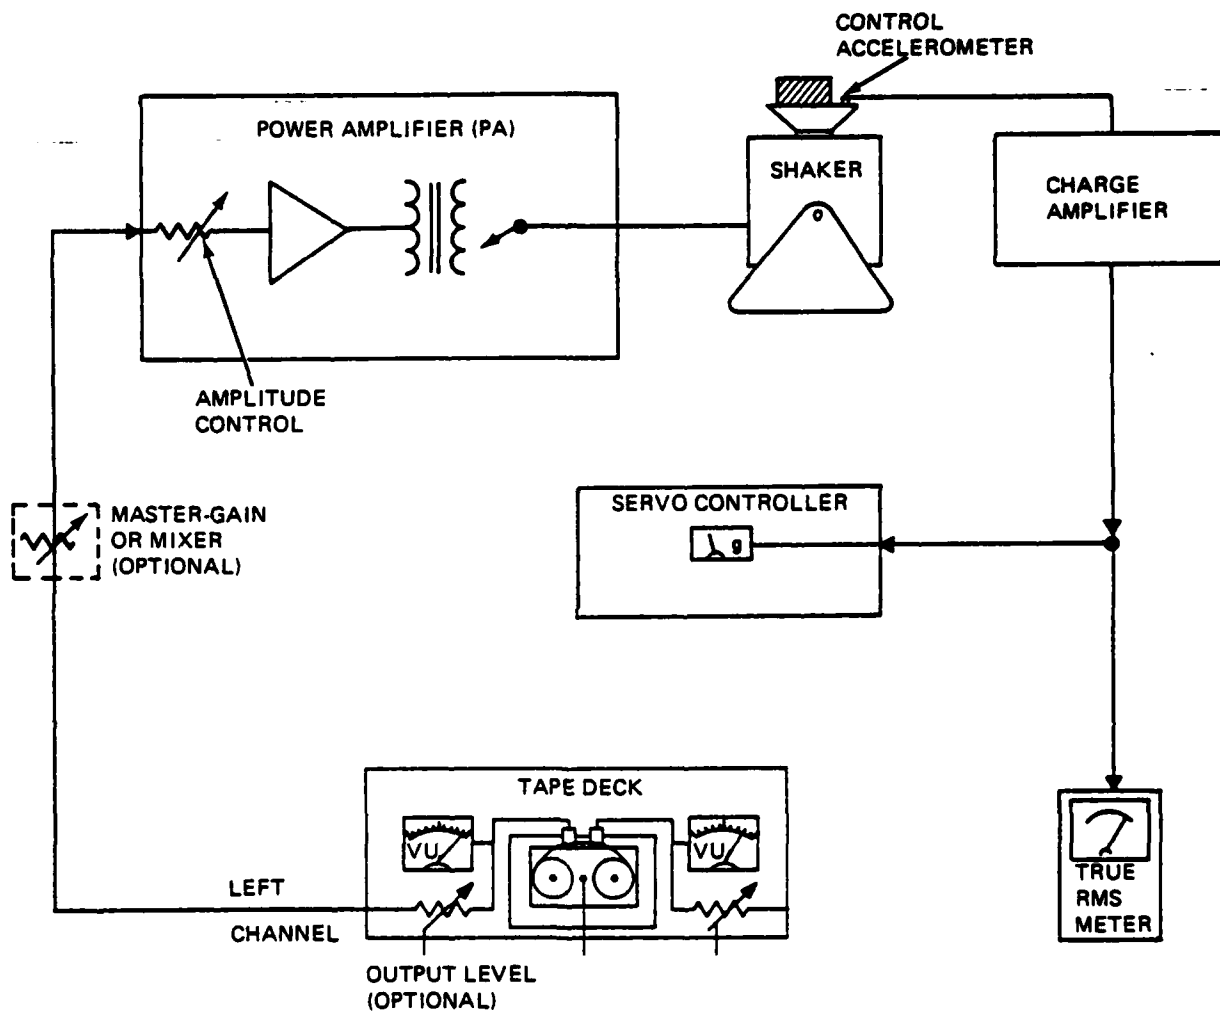 CONTROL
ACCELEROMETER
POWER AMPLIFIER (PA)
SHAKER
CHARGE
AMPLIFIER
AMPLITUDE
CONTROL
MASTER-GAIN
OR MIXER
(OPTIONAL)
SERVO CONTROLLER
g
TAPE DECK
VU
VU
LEFT
CHANNEL
TRUE
RMS
METER
OUTPUT LEVEL
(OPTIONAL)